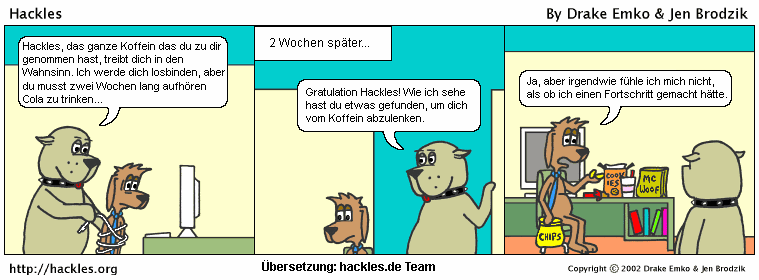 Hackles
By Drake Emko & Jen Brodzik
Hackles, das ganze Koffein das du zu dir
genommen hast, treibt dich in den
Wahnsinn. Ich werde dich losbinden, aber
du musst zwei Wochen lang aufhören
Cola zu trinken...
2 Wochen später...
Gratulation Hackles! Wie ich sehe
hast du etwas gefunden, um dich
vom Koffein abzulenken.
Ja, aber irgendwie fühle ich mich nicht,
als ob ich einen Fortschritt gemacht hätte.
COOK
IES
MC
WOOF
CHIPS
http://hackles.org
Übersetzung: hackles.de Team
Copyright © 2002 Drake Emko & Jen Brodzik